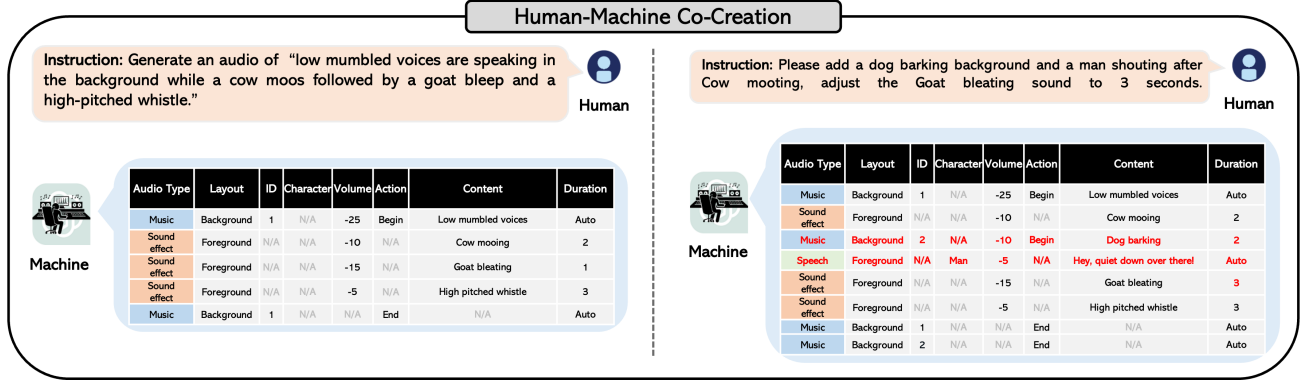 Human-Machine Co-Creation
Instruction: Generate an audio of "low mumbled voices are speaking in
the background while a cow moos followed by a goat bleep and a
high-pitched whistle."
Human
Machine
Audio Type Layout ID Character Volume Action Content Duration
Music Background 1 N/A -25 Begin Low mumbled voices Auto
Sound effect Foreground N/A N/A -10 N/A Cow mooing 2
Sound effect Foreground N/A N/A -15 N/A Goat bleating 1
Sound effect Foreground N/A N/A -5 N/A High pitched whistle 3
Music Background 1 N/A N/A End N/A Auto
Instruction: Please add a dog barking background and a man shouting after
Cow mooting, adjust the Goat bleating sound to 3 seconds.
Human
Machine
Audio Type Layout ID Character Volume Action Content Duration
Music Background 1 N/A -25 Begin Low mumbled voices Auto
Sound effect Foreground N/A N/A -10 N/A Cow mooing 2
Music Background 2 N/A -10 Begin Dog barking 2
Speech Foreground N/A Man -5 N/A Hey, quiet down over there! Auto
Sound effect Foreground N/A N/A -15 N/A Goat bleating 3
Sound effect Foreground N/A N/A -5 N/A High pitched whistle 3
Music Background 1 N/A N/A End N/A Auto
Music Background 2 N/A N/A End N/A Auto